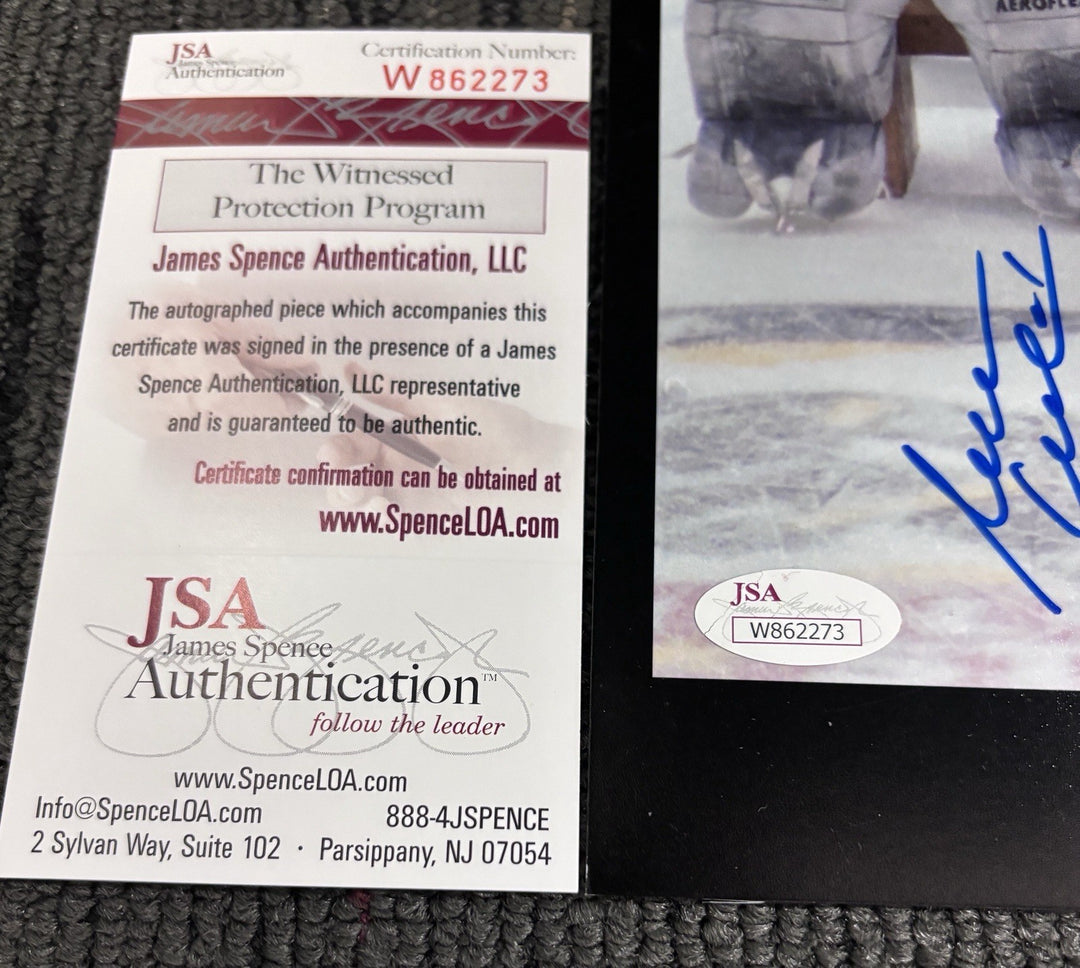 JSA
James Spence
Authentication
Certification Number:
W 862273
The Witnessed
Protection Program
James Spence Authentication, LLC
The autographed piece which accompanies this
certificate was signed in the presence of a James
Spence Authentication, LLC representative
and is guaranteed to be authentic.
Certificate confirmation can be obtained at
www.SpenceLOA.com
JSA
James Spence
Authentication™
follow the leader
www.SpenceLOA.com
Info@SpenceLOA.com 888-4JSPENCE
2 Sylvan Way, Suite 102 · Parsippany, NJ 07054
JSA
W862273